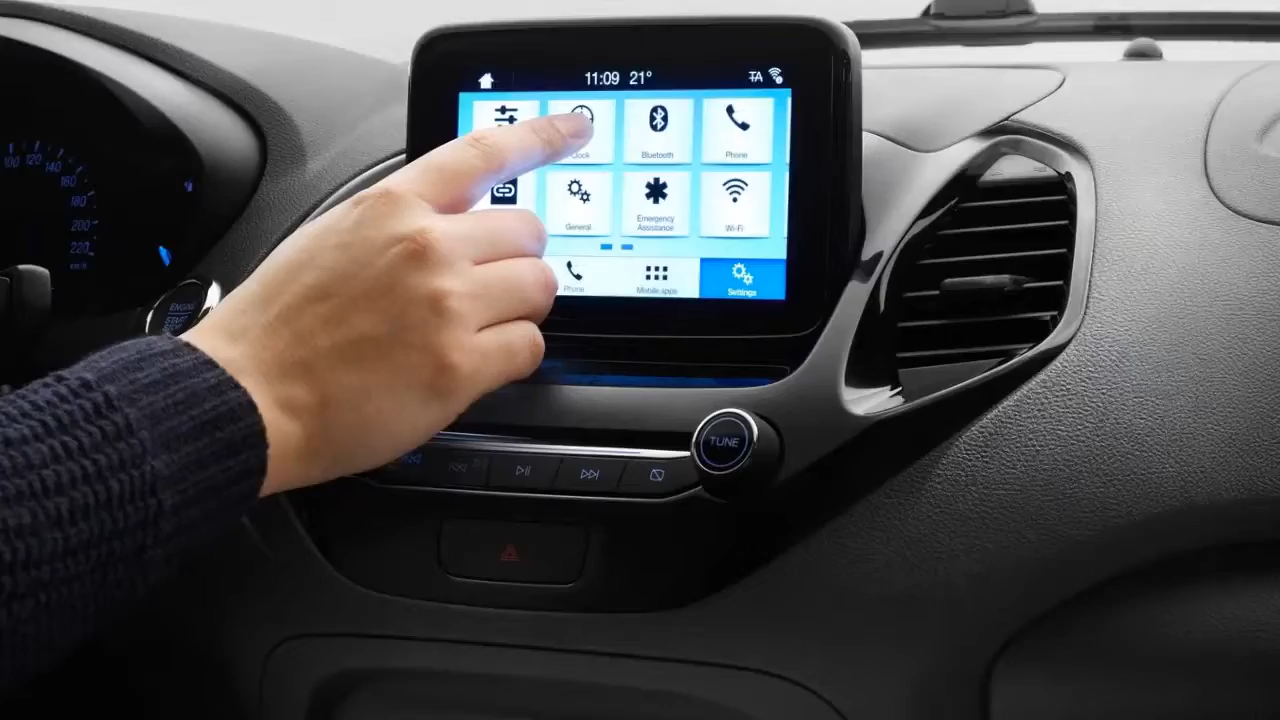 11:09 21° TA
Clock
Bluetooth
Phone
General
Emergency
Assistance
Wi-Fi
Phone
Mobile apps
Settings
100 120 140
160
180
200
220
km/h
ENGINE
START
STOP
TUNE